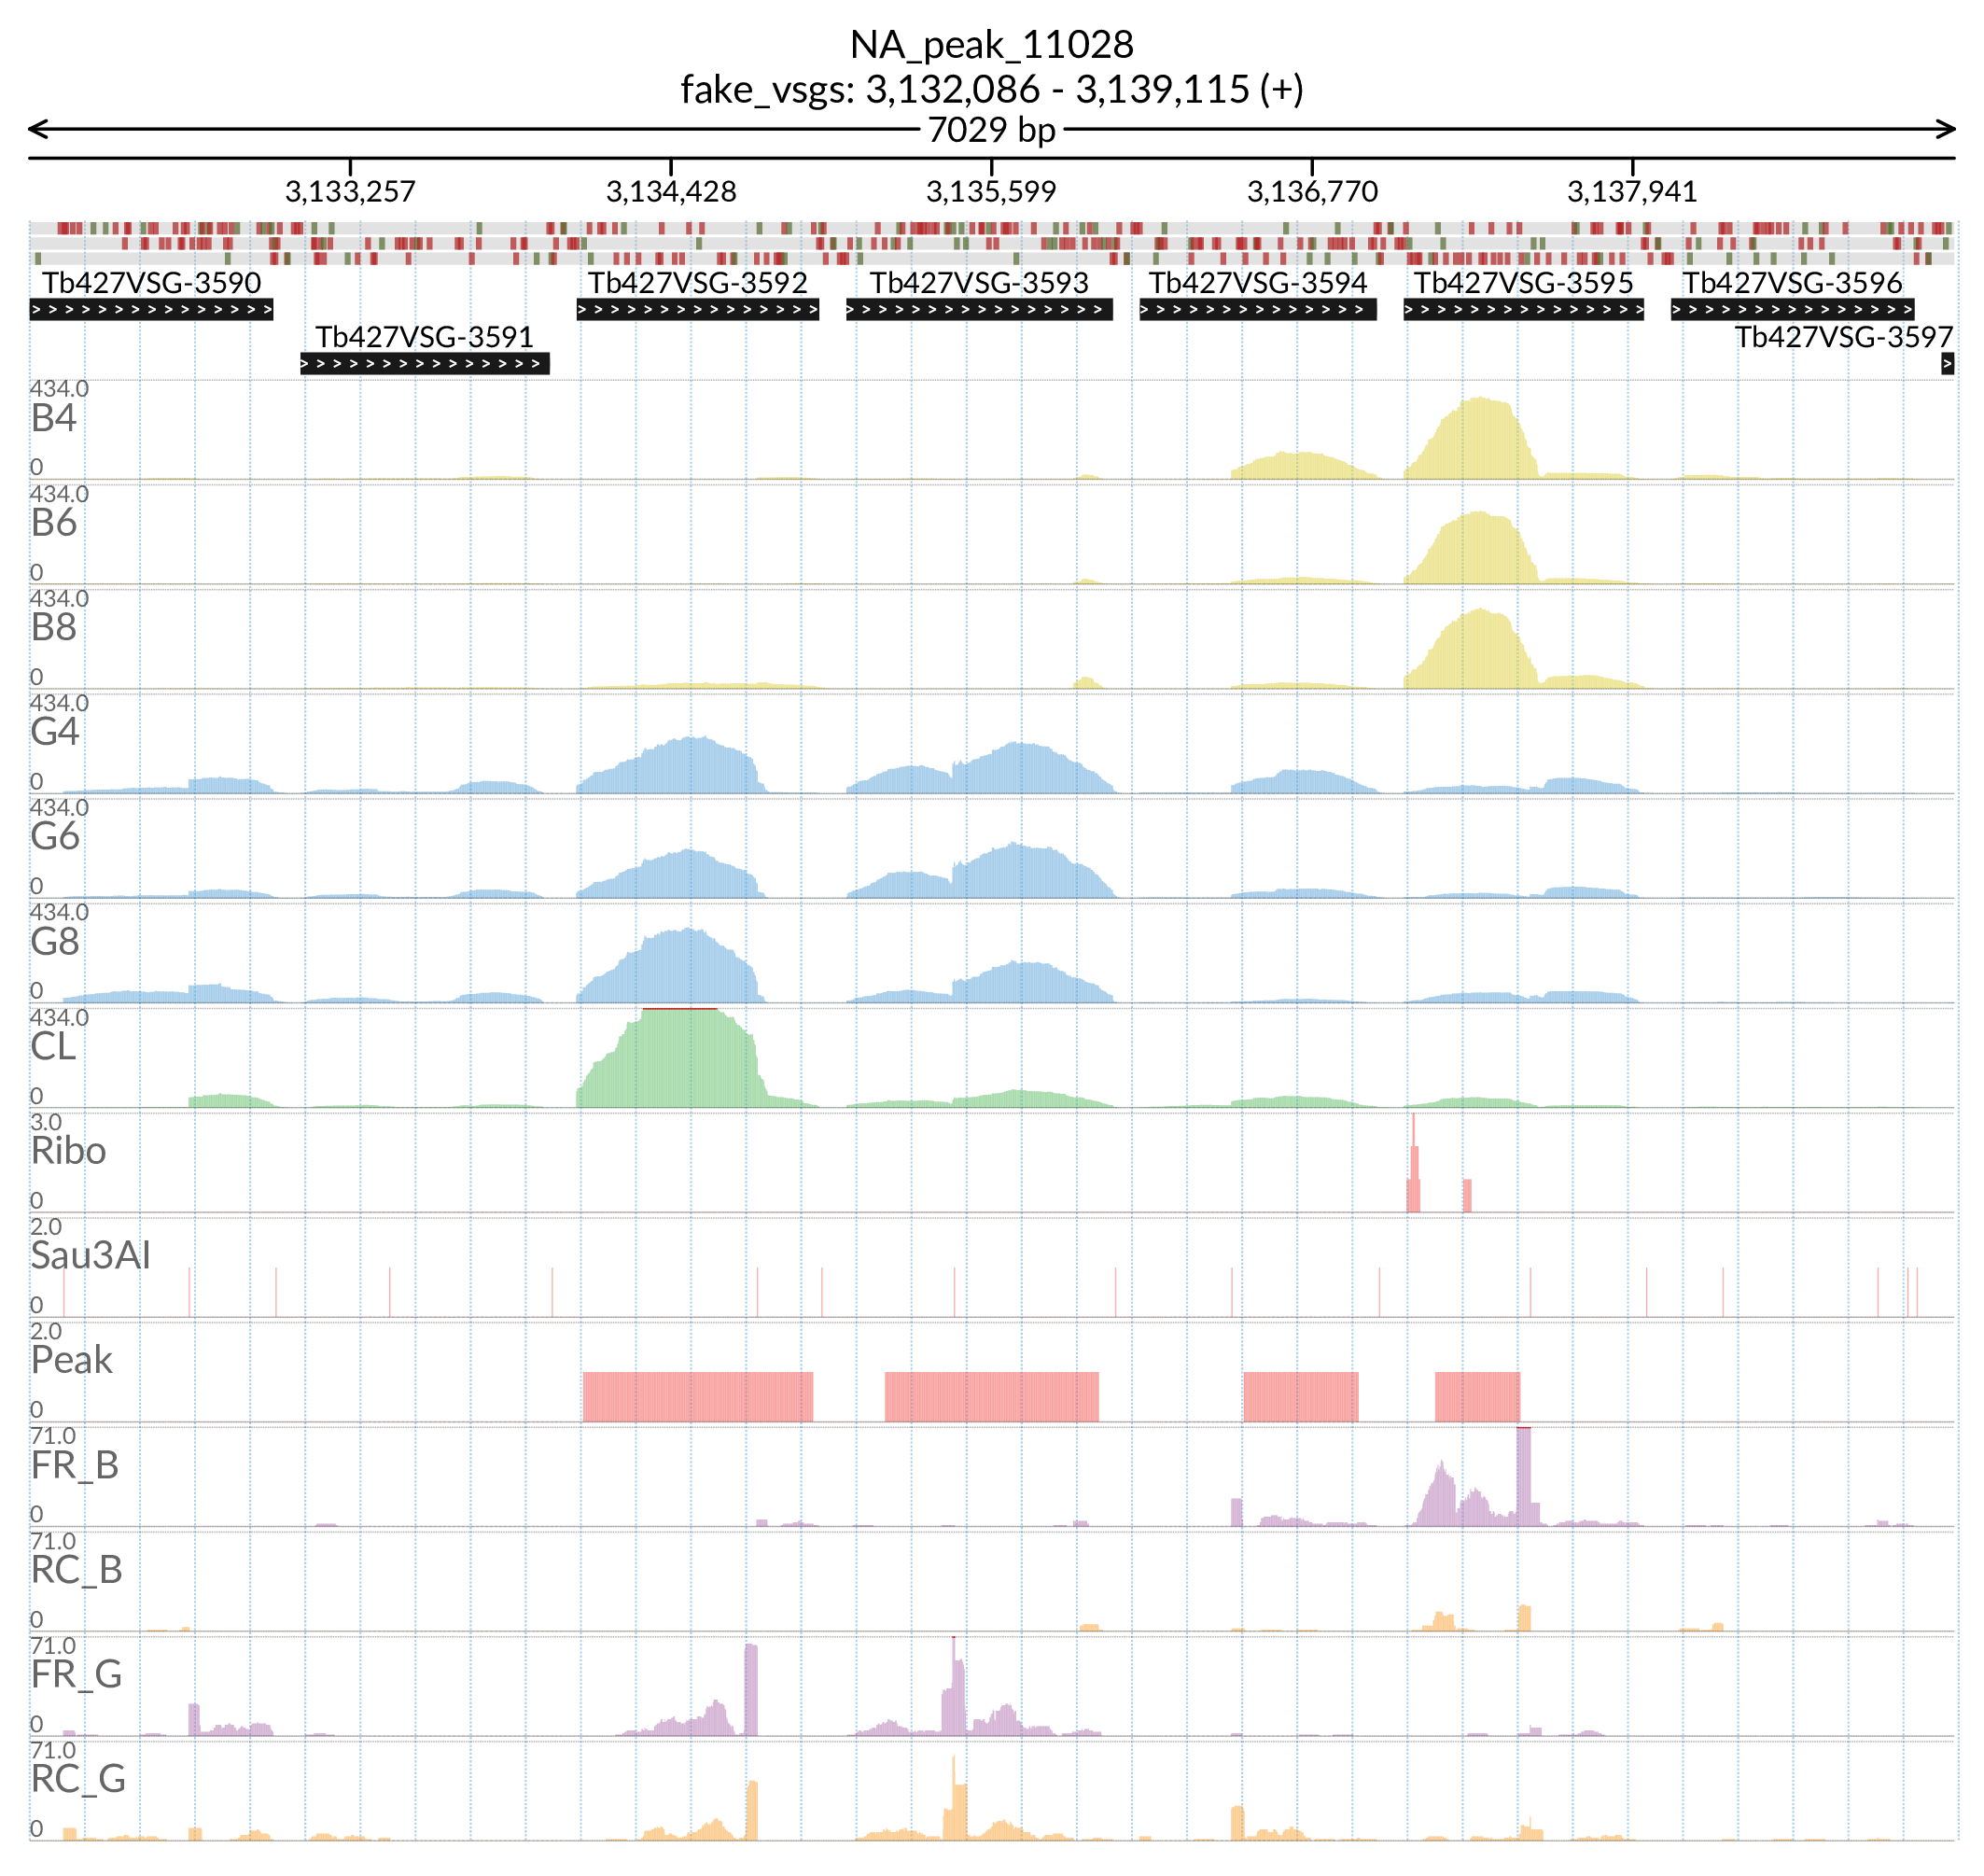 NA_peak_11028
fake_vsgs: 3,132,086 - 3,139,115 (+)
7029 bp
3,133,257 3,134,428 3,135,599 3,136,770 3,137,941
Tb427VSG-3590 Tb427VSG-3592 Tb427VSG-3593 Tb427VSG-3594 Tb427VSG-3595 Tb427VSG-3596
Tb427VSG-3591 Tb427VSG-3597
434.0
B4
0
434.0
B6
0
434.0
B8
0
434.0
G4
0
434.0
G6
0
434.0
G8
0
434.0
CL
0
3.0
Ribo
0
2.0
Sau3AI
0
2.0
Peak
0
71.0
FR_B
0
71.0
RC_B
0
71.0
FR_G
0
71.0
RC_G
0